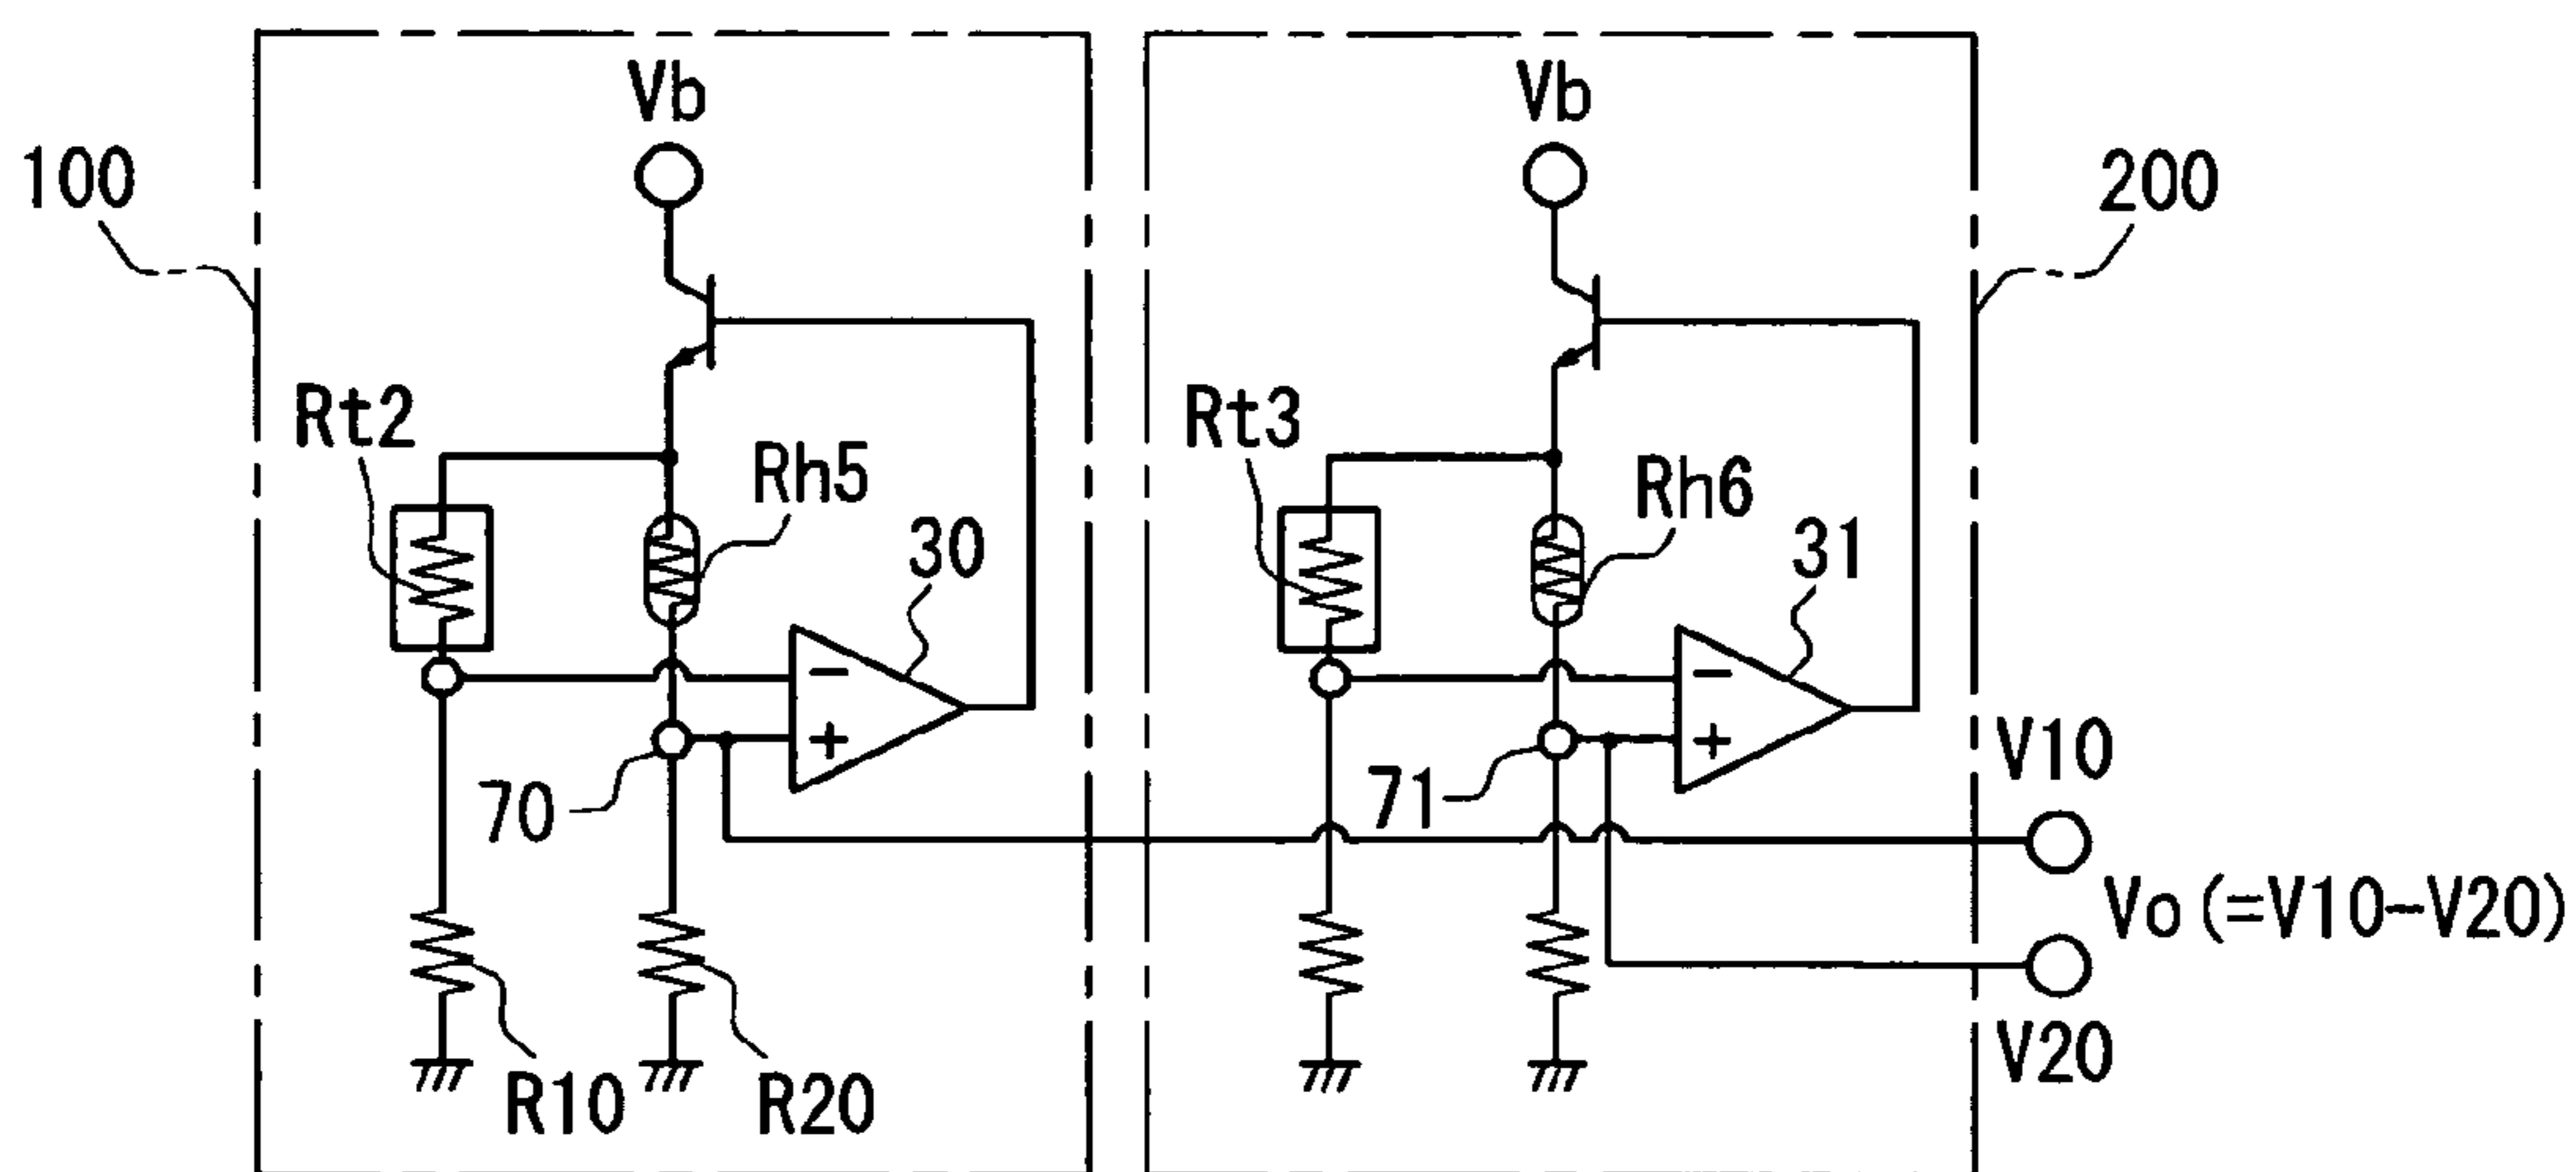 Vb
Vb
100
200
Rt2
Rh5
30
Rt3
Rh6
31
-
+
-
+
70
71
V10
Vo(=V10-V20)
V20
R10
R20